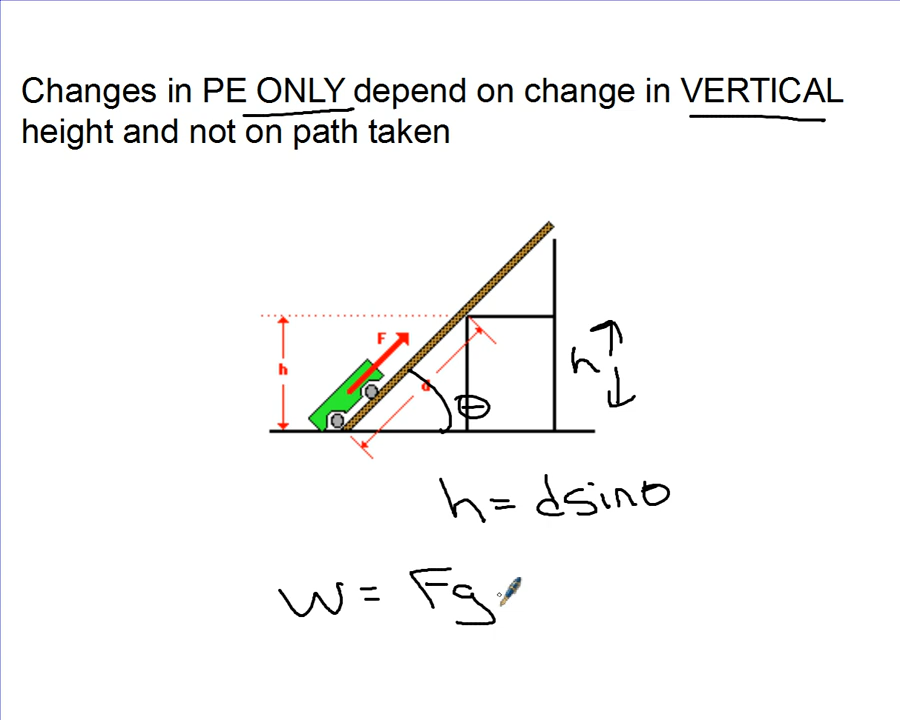 Changes in PE ONLY depend on change in VERTICAL
height and not on path taken
F
h
h
d
θ
h = dsinθ
W = Fg